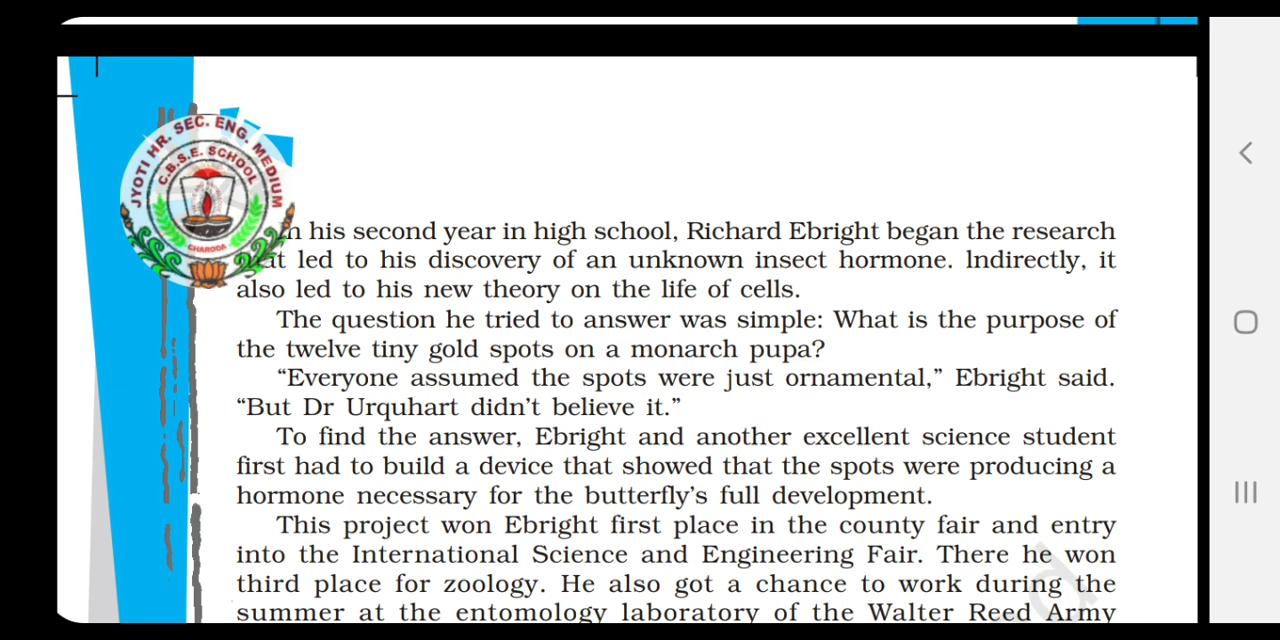 JYOTI HR. SEC. ENG. MEDIUM
C.B.S.E. SCHOOL
CHARODA
his second year in high school, Richard Ebright began the research
led to his discovery of an unknown insect hormone. Indirectly, it
also led to his new theory on the life of cells.
The question he tried to answer was simple: What is the purpose of
the twelve tiny gold spots on a monarch pupa?
“Everyone assumed the spots were just ornamental,” Ebright said.
“But Dr Urquhart didn’t believe it.”
To find the answer, Ebright and another excellent science student
first had to build a device that showed that the spots were producing a
hormone necessary for the butterfly’s full development.
This project won Ebright first place in the county fair and entry
into the International Science and Engineering Fair. There he won
third place for zoology. He also got a chance to work during the
summer at the entomology laboratory of the Walter Reed Army